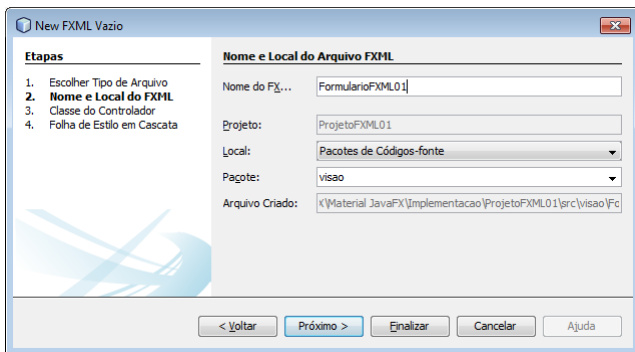 New FXML Vazio
Etapas
1. Escolher Tipo de Arquivo
2. Nome e Local do FXML
3. Classe do Controlador
4. Folha de Estilo em Cascata
Nome e Local do Arquivo FXML
Nome do FX... FormularioFXML01
Projeto: ProjetoFXML01
Local: Pacotes de Códigos-fonte
Pacote: visao
Arquivo Criado: X\Material JavaFX\Implementacao\ProjetoFXML01\src\visao\Fo
< Voltar Próximo > Finalizar Cancelar Ajuda